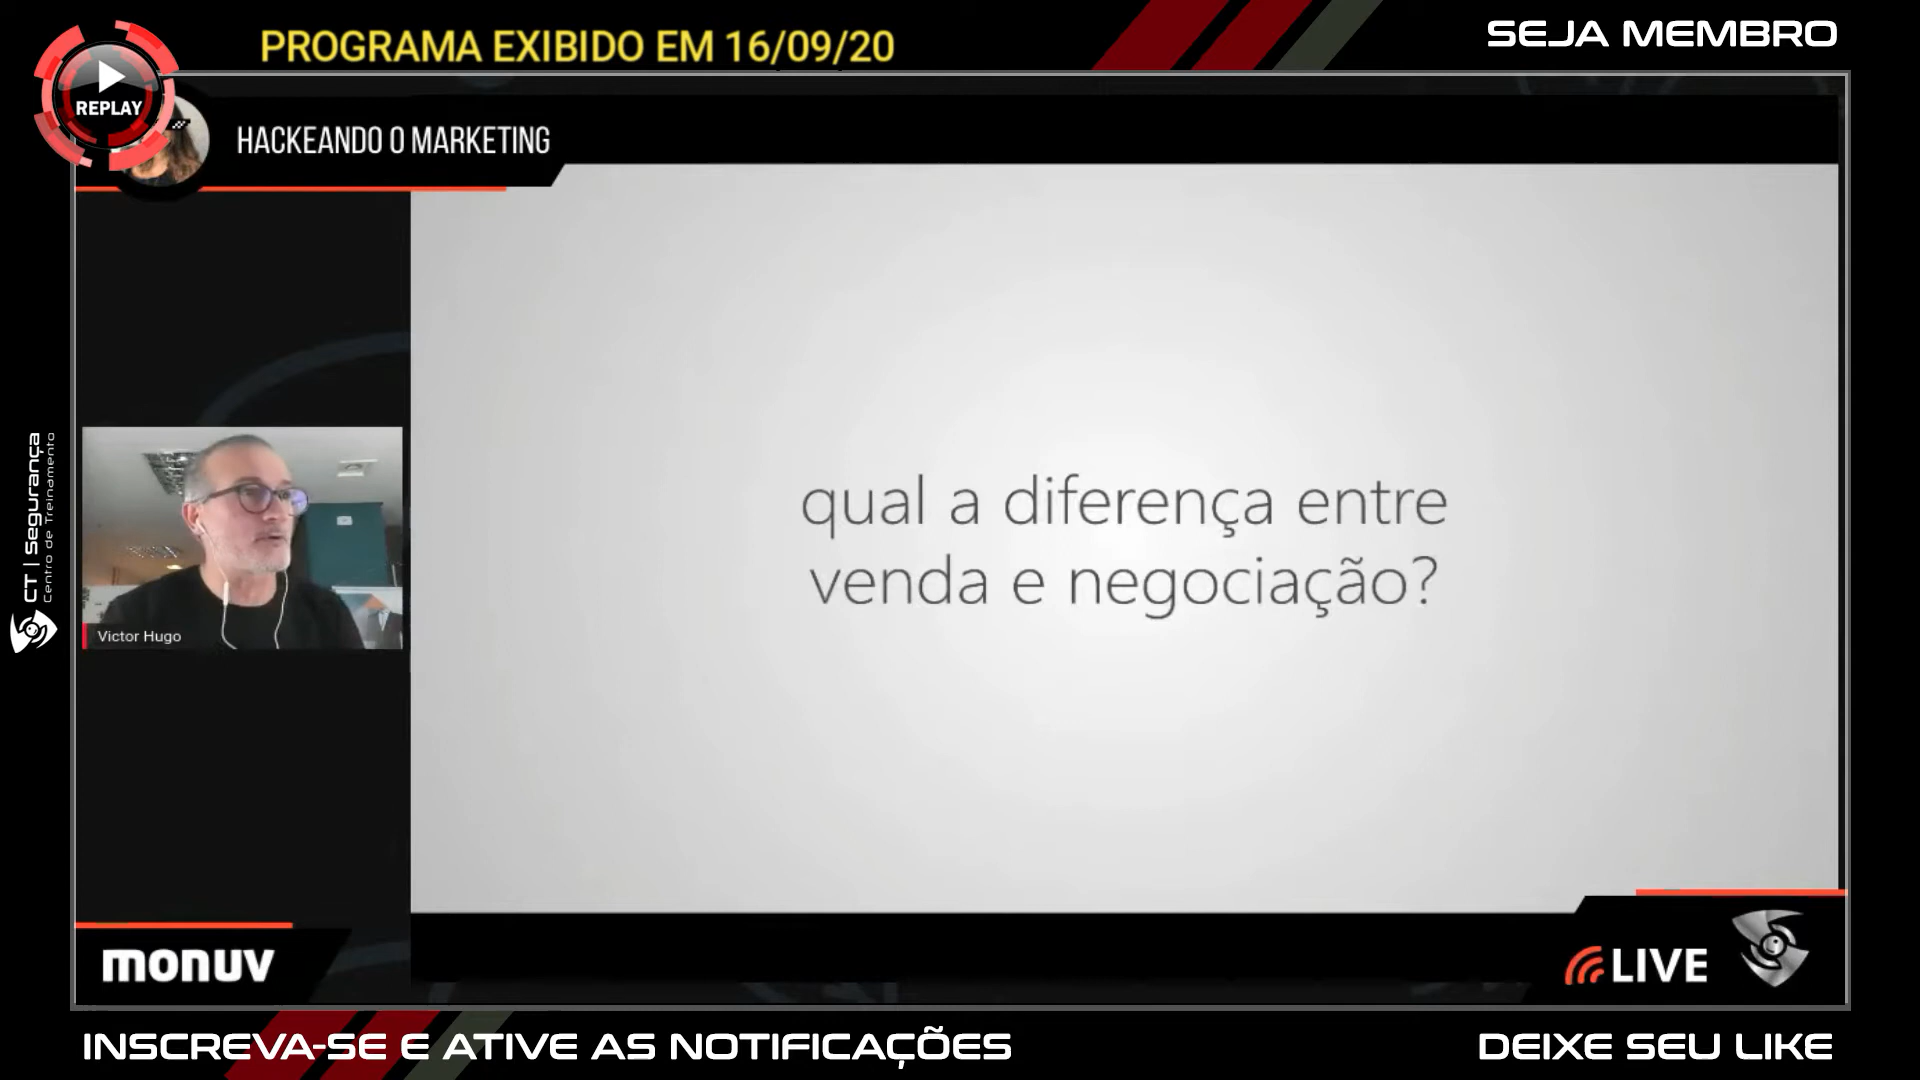 PROGRAMA EXIBIDO EM 16/09/20
SEJA MEMBRO
REPLAY
HACKEANDO O MARKETING
qual a diferença entre
venda e negociação?
CT | Segurança
Centro de Treinamento
Victor Hugo
monuv
LIVE
INSCREVA-SE E ATIVE AS NOTIFICAÇÕES
DEIXE SEU LIKE